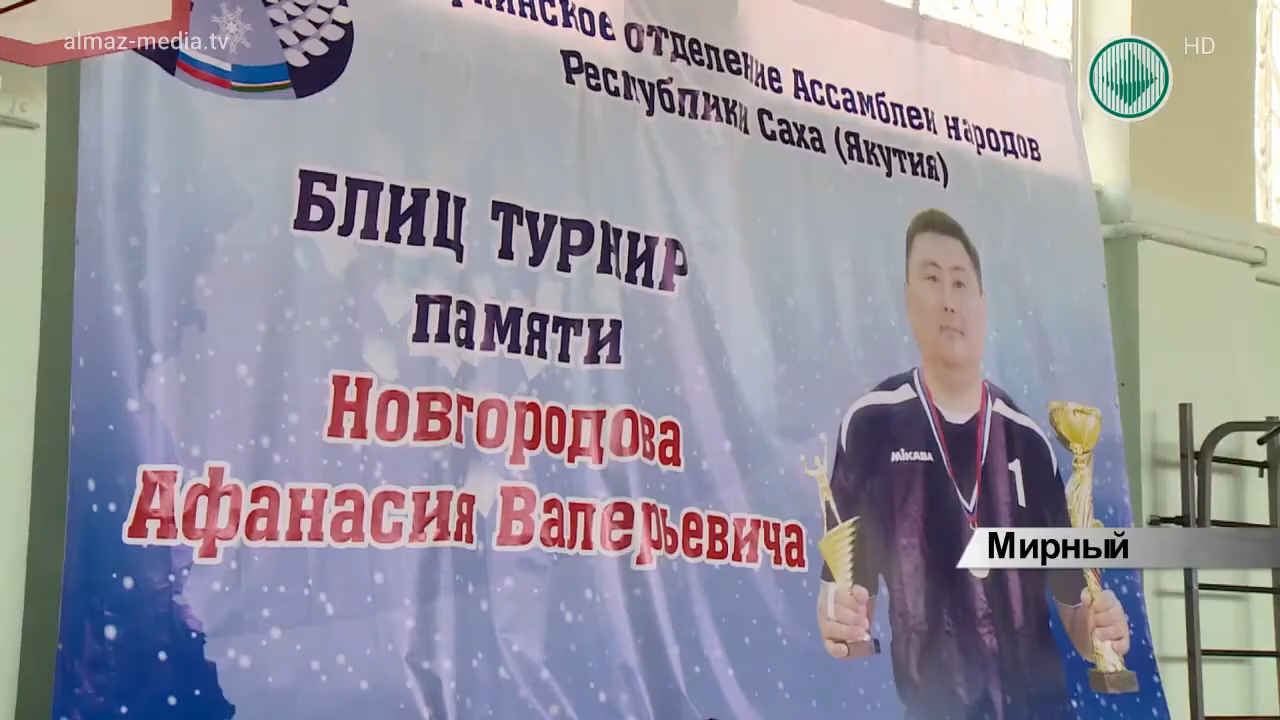 almaz-media.tv
HD
отделение Ассамблеи народов
Республики Саха (Якутия)
БЛИЦ ТУРНИР
памяти
Новгородова
Афанасия Валерьевича
MIKASA
1
Мирный